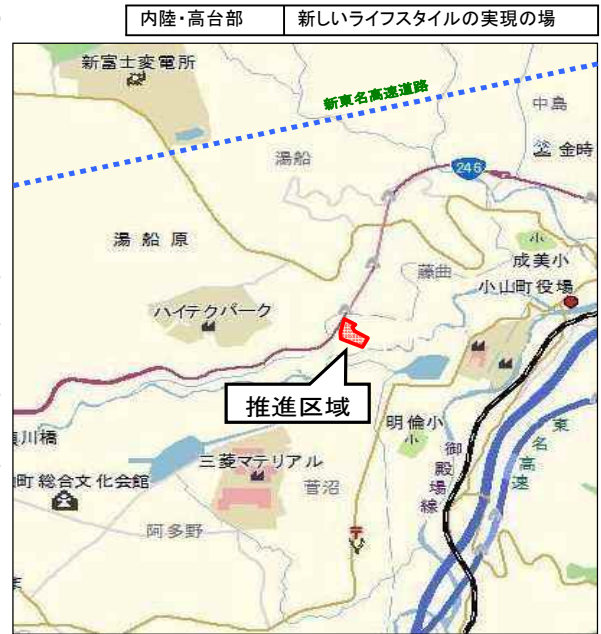 内陸・高台部 新しいライフスタイルの実現の場
新富士変電所
新東名高速道路
中島
湯船
金時
246
湯船原
小
成美小
藤曲
小山町役場
ハイテクパーク
推進区域
川橋
明倫小
小
御殿場線
東名高速
三菱マテリアル
町総合文化会館
菅沼
阿多野